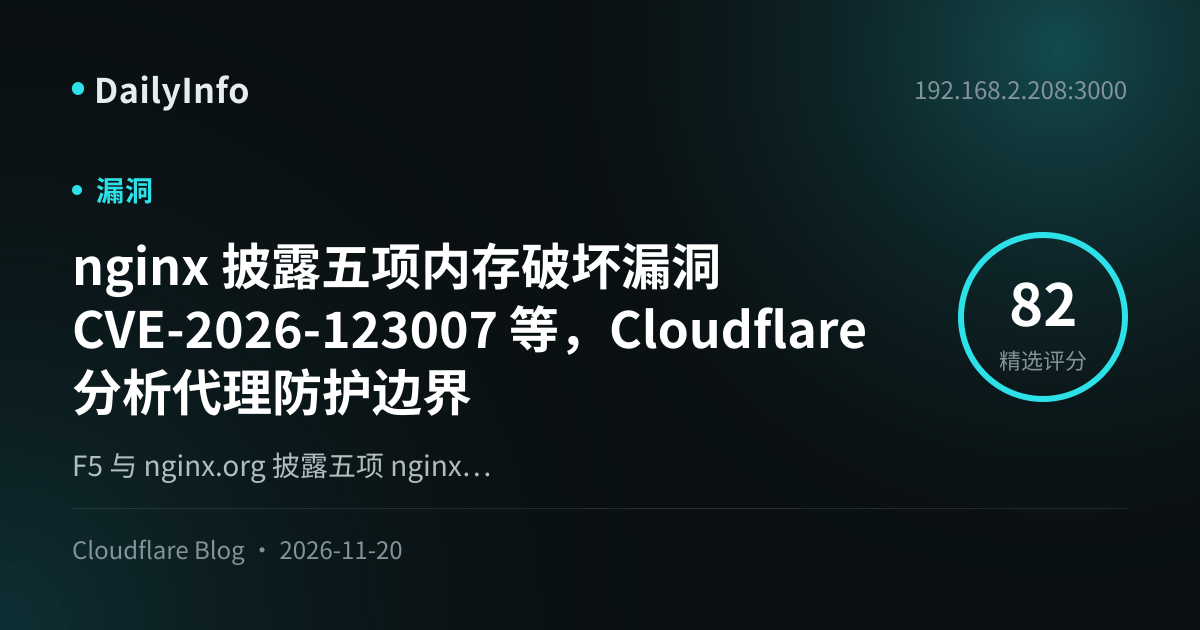 DailyInfo
192.168.2.208:3000
漏洞
nginx 披露五项内存破坏漏洞
CVE-2026-123007 等，Cloudflare
分析代理防护边界
82
精选评分
F5 与 nginx.org 披露五项 nginx…
Cloudflare Blog · 2026-11-20